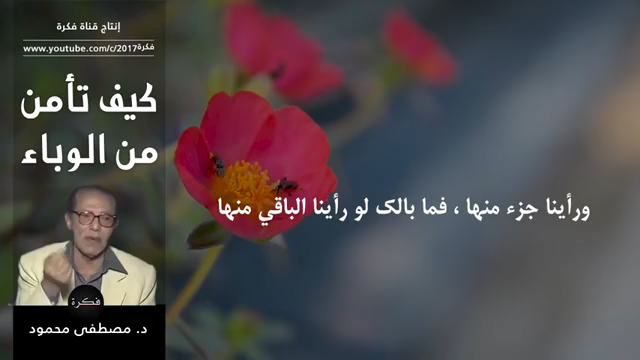 إنتاج قناة فكرة
www.youtube.com/c/2017فكرة
كيف تأمن
من الوباء
ورأينا جزء منها ، فما بالك لو رأينا الباقي منها
فكرة
د. مصطفى محمود